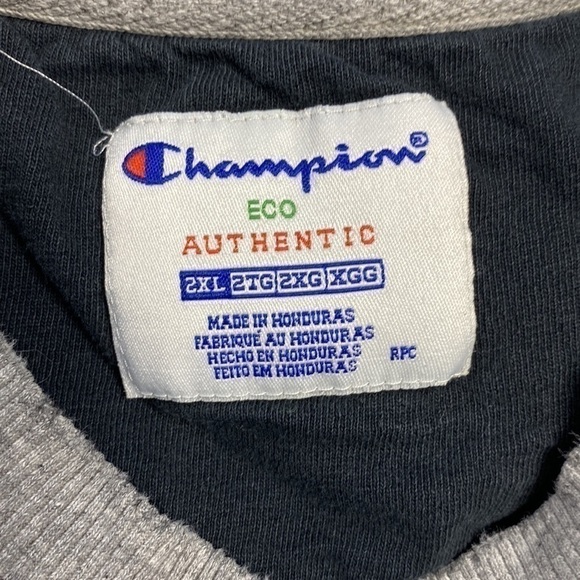 Champion®
ECO
AUTHENTIC
2XL 2TG 2XG XGG
MADE IN HONDURAS
FABRIQUÉ AU HONDURAS
HECHO EN HONDURAS
FEITO EM HONDURAS
RPC